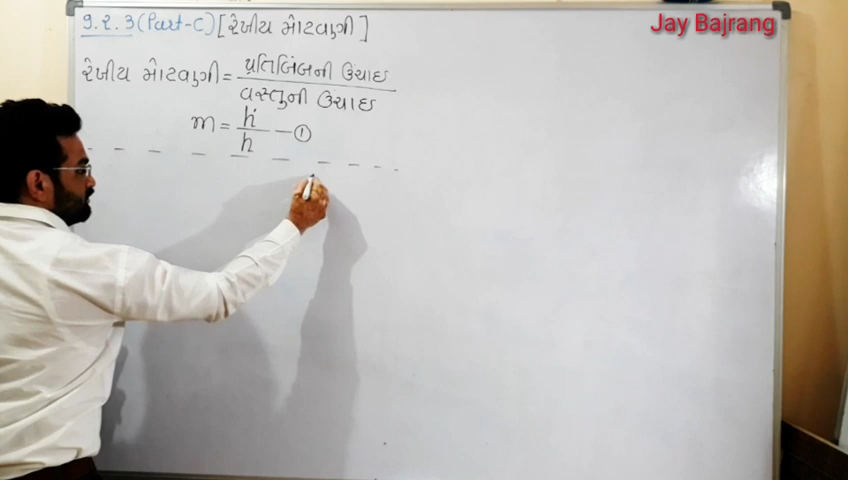 9.2.3 (Part-C) [રેખીય મોટવણી]
Jay Bajrang
રેખીય મોટવણી = પ્રતિબિંબની ઉંચાઇ / વસ્તુની ઉંચાઇ
m = h' / h — ①